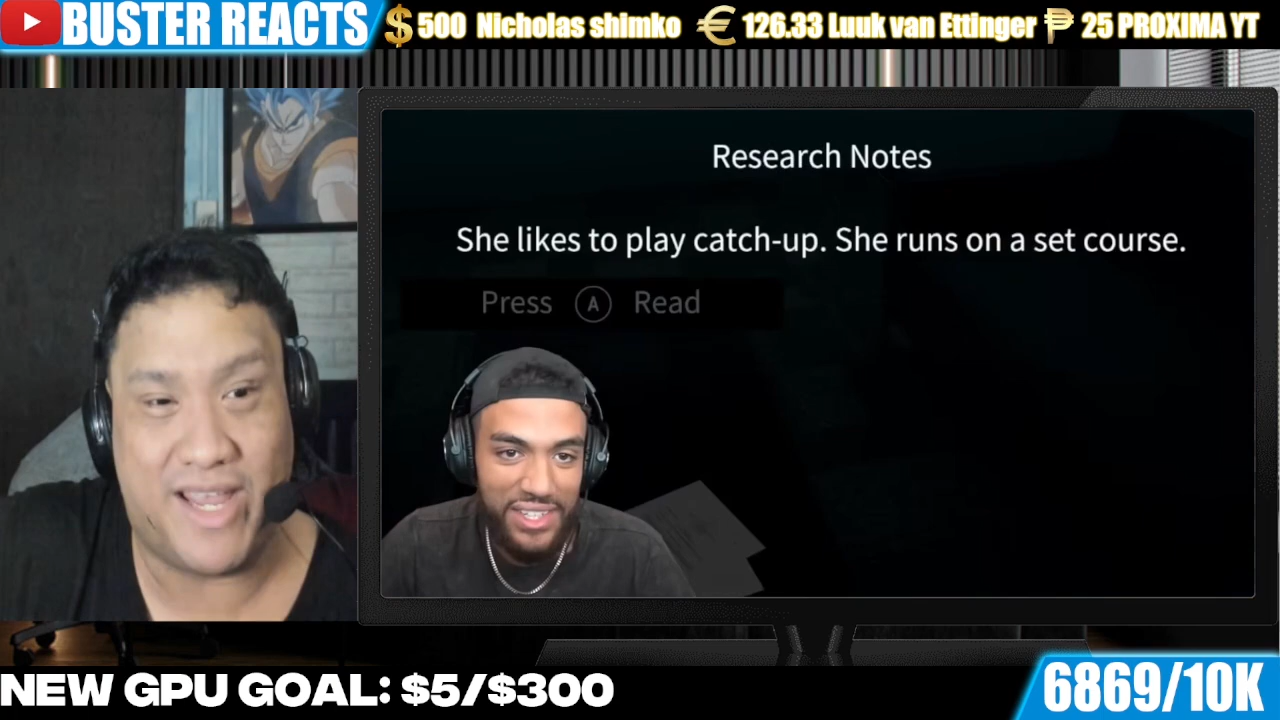 BUSTER REACTS
$ 500 Nicholas shimko € 126.33 Luuk van Ettinger ₱ 25 PROXIMA YT
Research Notes
She likes to play catch-up. She runs on a set course.
Press A Read
NEW GPU GOAL: $5/$300
6869/10K